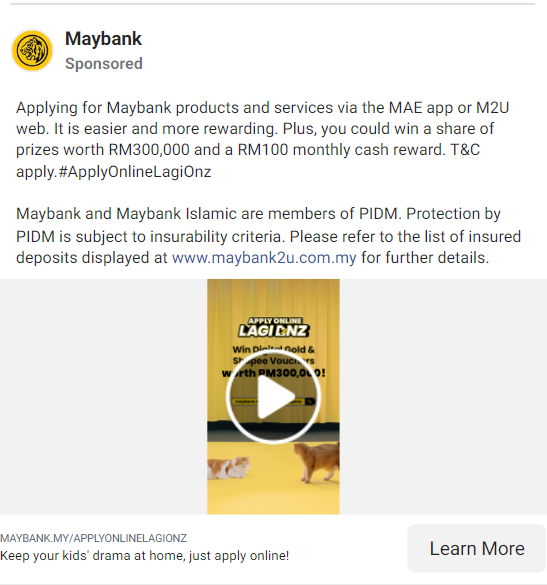 Maybank
Sponsored
Applying for Maybank products and services via the MAE app or M2U
web. It is easier and more rewarding. Plus, you could win a share of
prizes worth RM300,000 and a RM100 monthly cash reward. T&C
apply.#ApplyOnlineLagiOnz
Maybank and Maybank Islamic are members of PIDM. Protection by
PIDM is subject to insurability criteria. Please refer to the list of insured
deposits displayed at www.maybank2u.com.my for further details.
APPLY ONLINE
LAGI ONZ
Win Digital Gold &
Shopee Vouchers
worth RM300,000!
MAYBANK.MY/APPLYONLINELAGIONZ
Keep your kids' drama at home, just apply online!
Learn More